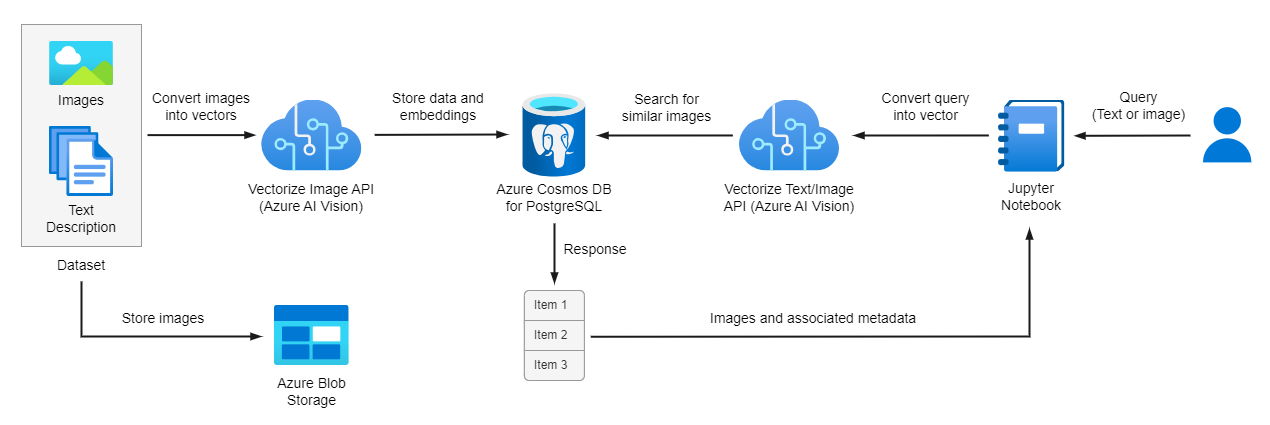 Images
Text
Description
Dataset
Convert images
into vectors
Vectorize Image API
(Azure AI Vision)
Store data and
embeddings
Azure Cosmos DB
for PostgreSQL
Search for
similar images
Vectorize Text/Image
API (Azure AI Vision)
Convert query
into vector
Jupyter
Notebook
Query
(Text or image)
Response
Item 1
Item 2
Item 3
Images and associated metadata
Store images
Azure Blob
Storage